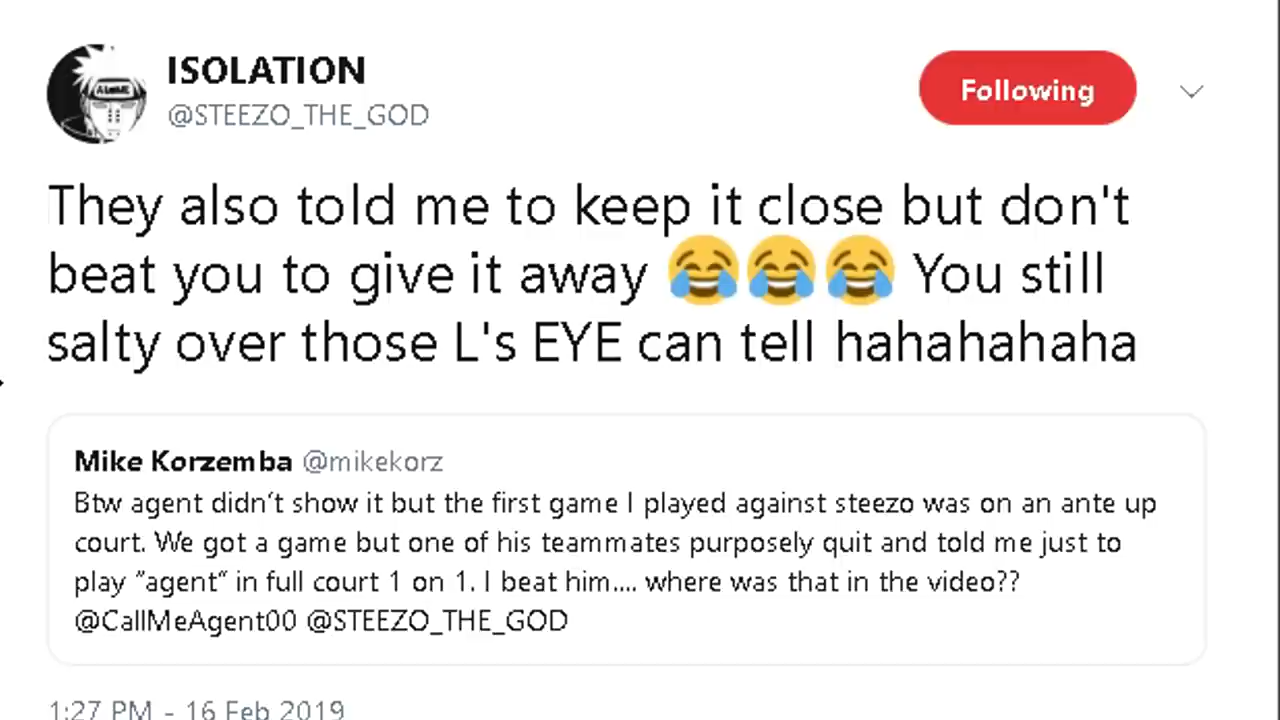 ISOLATION
@STEEZO_THE_GOD
Following
They also told me to keep it close but don't
beat you to give it away 😂😂😂 You still
salty over those L's EYE can tell hahahahaha
Mike Korzemba @mikekorz
Btw agent didn’t show it but the first game I played against steezo was on an ante up
court. We got a game but one of his teammates purposely quit and told me just to
play “agent“ in full court 1 on 1. I beat him.... where was that in the video??
@CallMeAgent00 @STEEZO_THE_GOD
1:27 PM - 16 Feb 2019